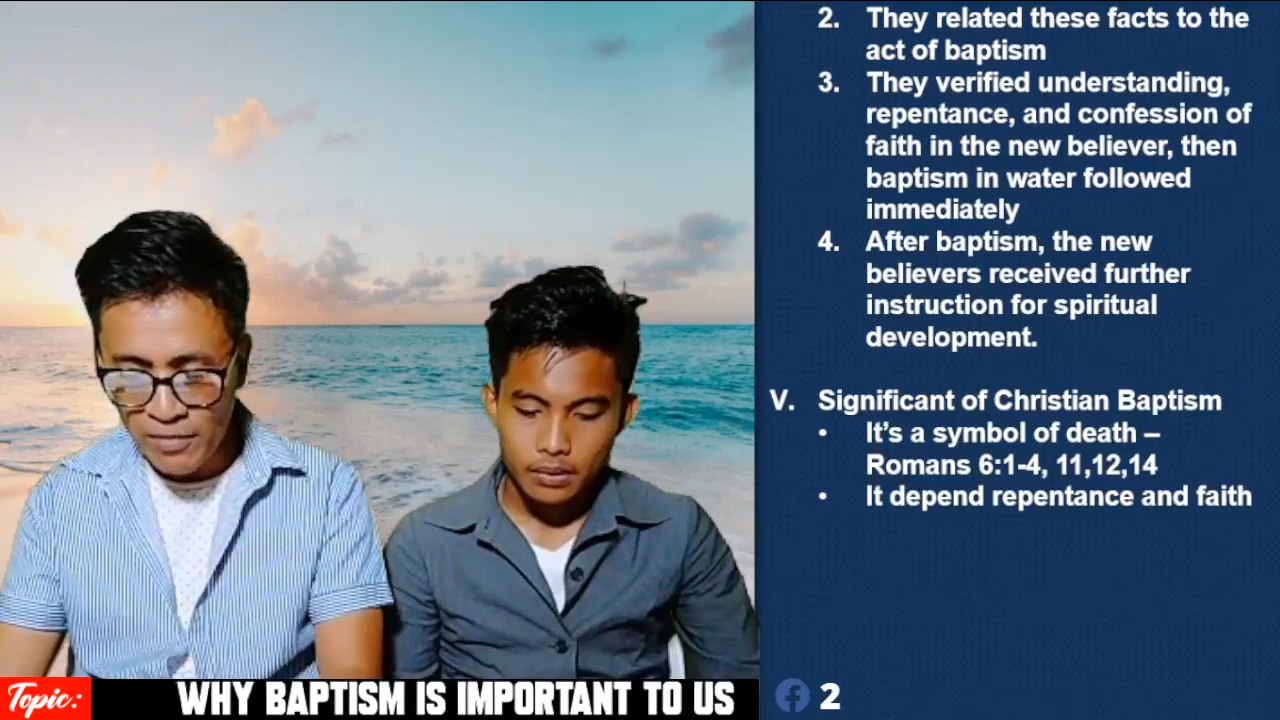 2. They related these facts to the
act of baptism
3. They verified understanding,
repentance, and confession of
faith in the new believer, then
baptism in water followed
immediately
4. After baptism, the new
believers received further
instruction for spiritual
development.
V. Significant of Christian Baptism
• It’s a symbol of death –
Romans 6:1-4, 11,12,14
• It depend repentance and faith
Topic: WHY BAPTISM IS IMPORTANT TO US
2